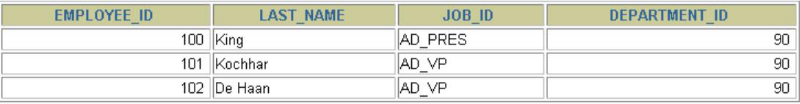 EMPLOYEE_ID LAST_NAME JOB_ID DEPARTMENT_ID
100 King AD_PRES 90
101 Kochhar AD_VP 90
102 De Haan AD_VP 90